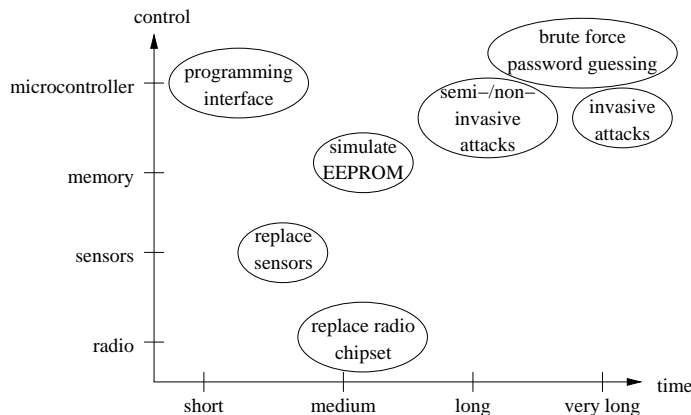 control
brute force
password guessing
programming
interface
microcontroller
semi–/non–
invasive
attacks
invasive
attacks
simulate
EEPROM
memory
replace
sensors
sensors
replace radio
chipset
radio
time
short
medium
long
very long